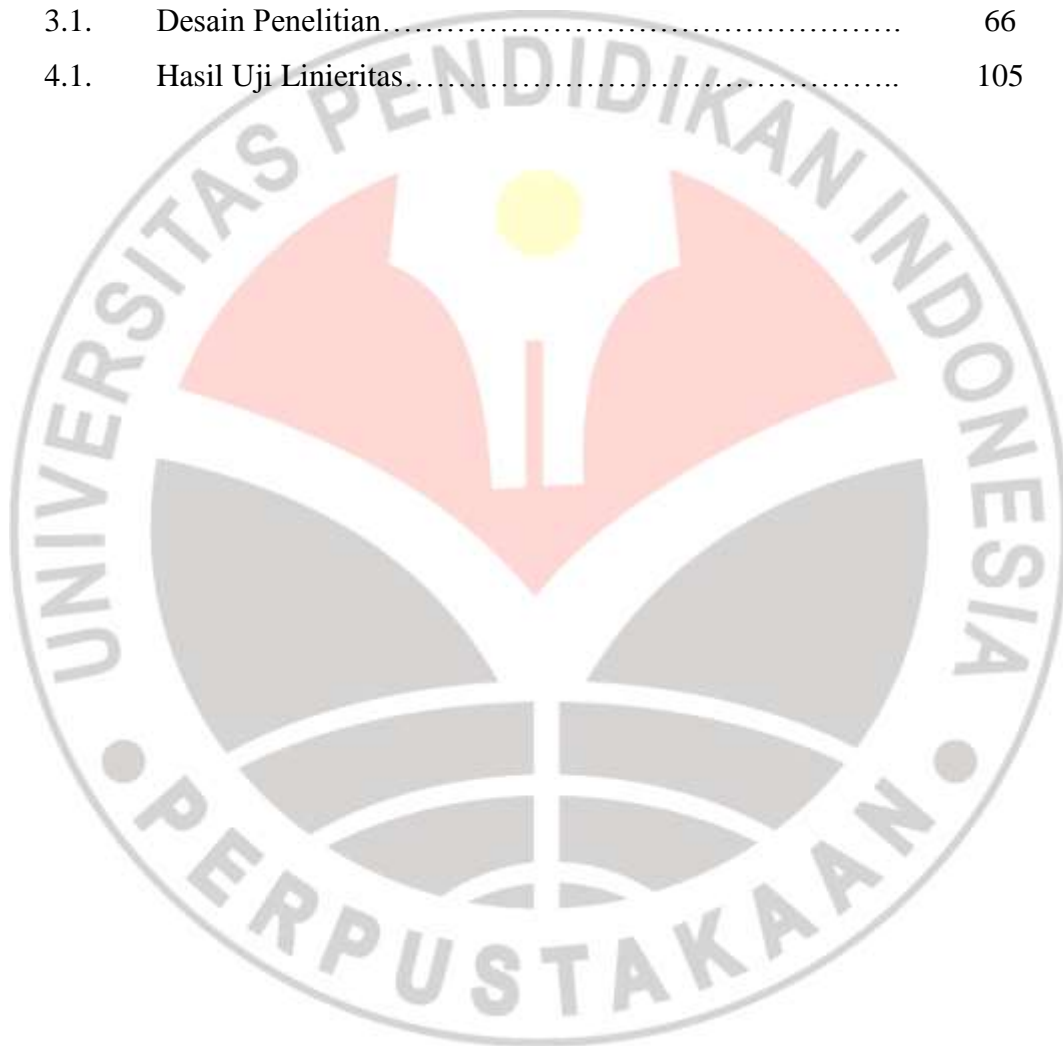 3.1. Desain Penelitian…………………………………………. 66
4.1. Hasil Uji Linieritas……………………………………….. 105
UNIVERSITAS PENDIDIKAN INDONESIA
PERPUSTAKAAN